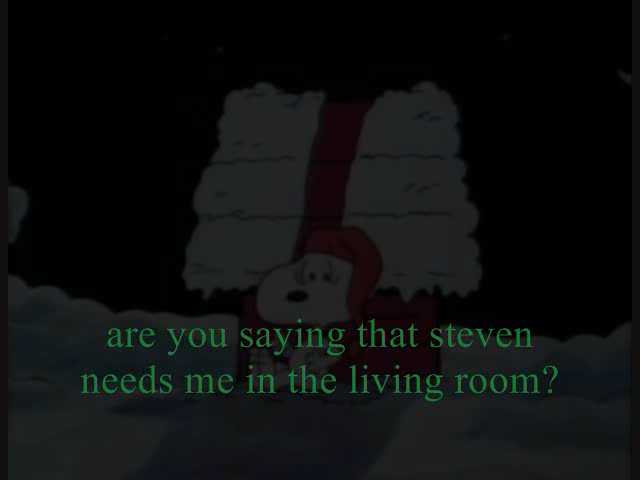 are you saying that steven
needs me in the living room?